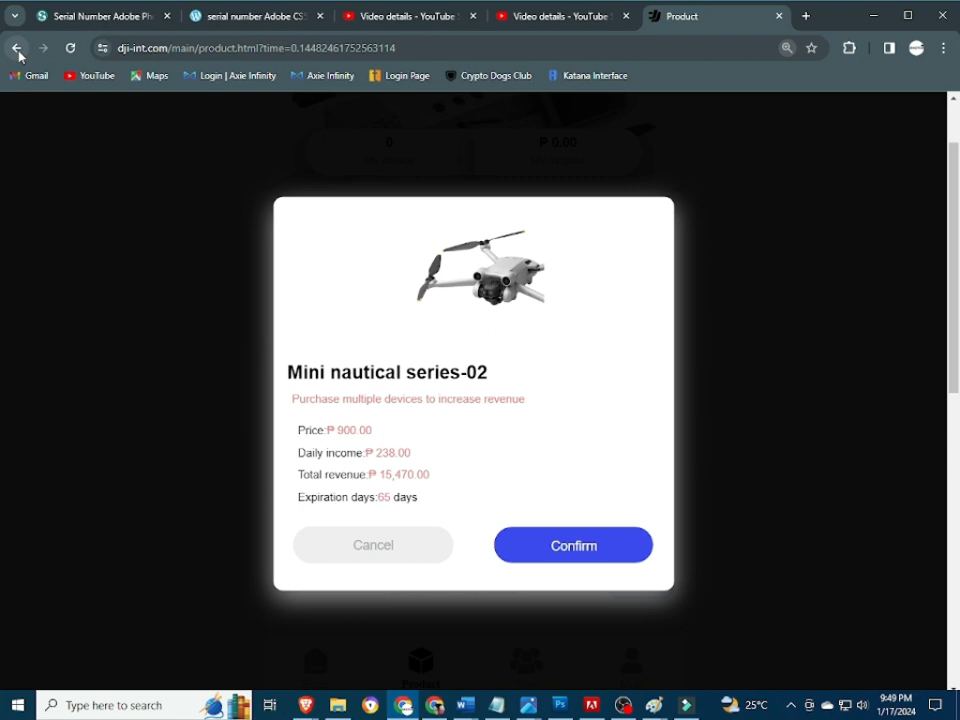 Serial Number Adobe Ph
serial number Adobe CS
Video details - YouTube
Video details - YouTube
Product
dji-int.com/main/product.html?time=0.14482461752563114
Gmail
YouTube
Maps
Login | Axie Infinity
Axie Infinity
Login Page
Crypto Dogs Club
Katana Interface
0
₱ 0.00
Mini nautical series-02
Purchase multiple devices to increase revenue
Price:₱ 900.00
Daily income:₱ 238.00
Total revenue:₱ 15,470.00
Expiration days:65 days
Cancel
Confirm
Product
Type here to search
25°C
9:49 PM
1/17/2024